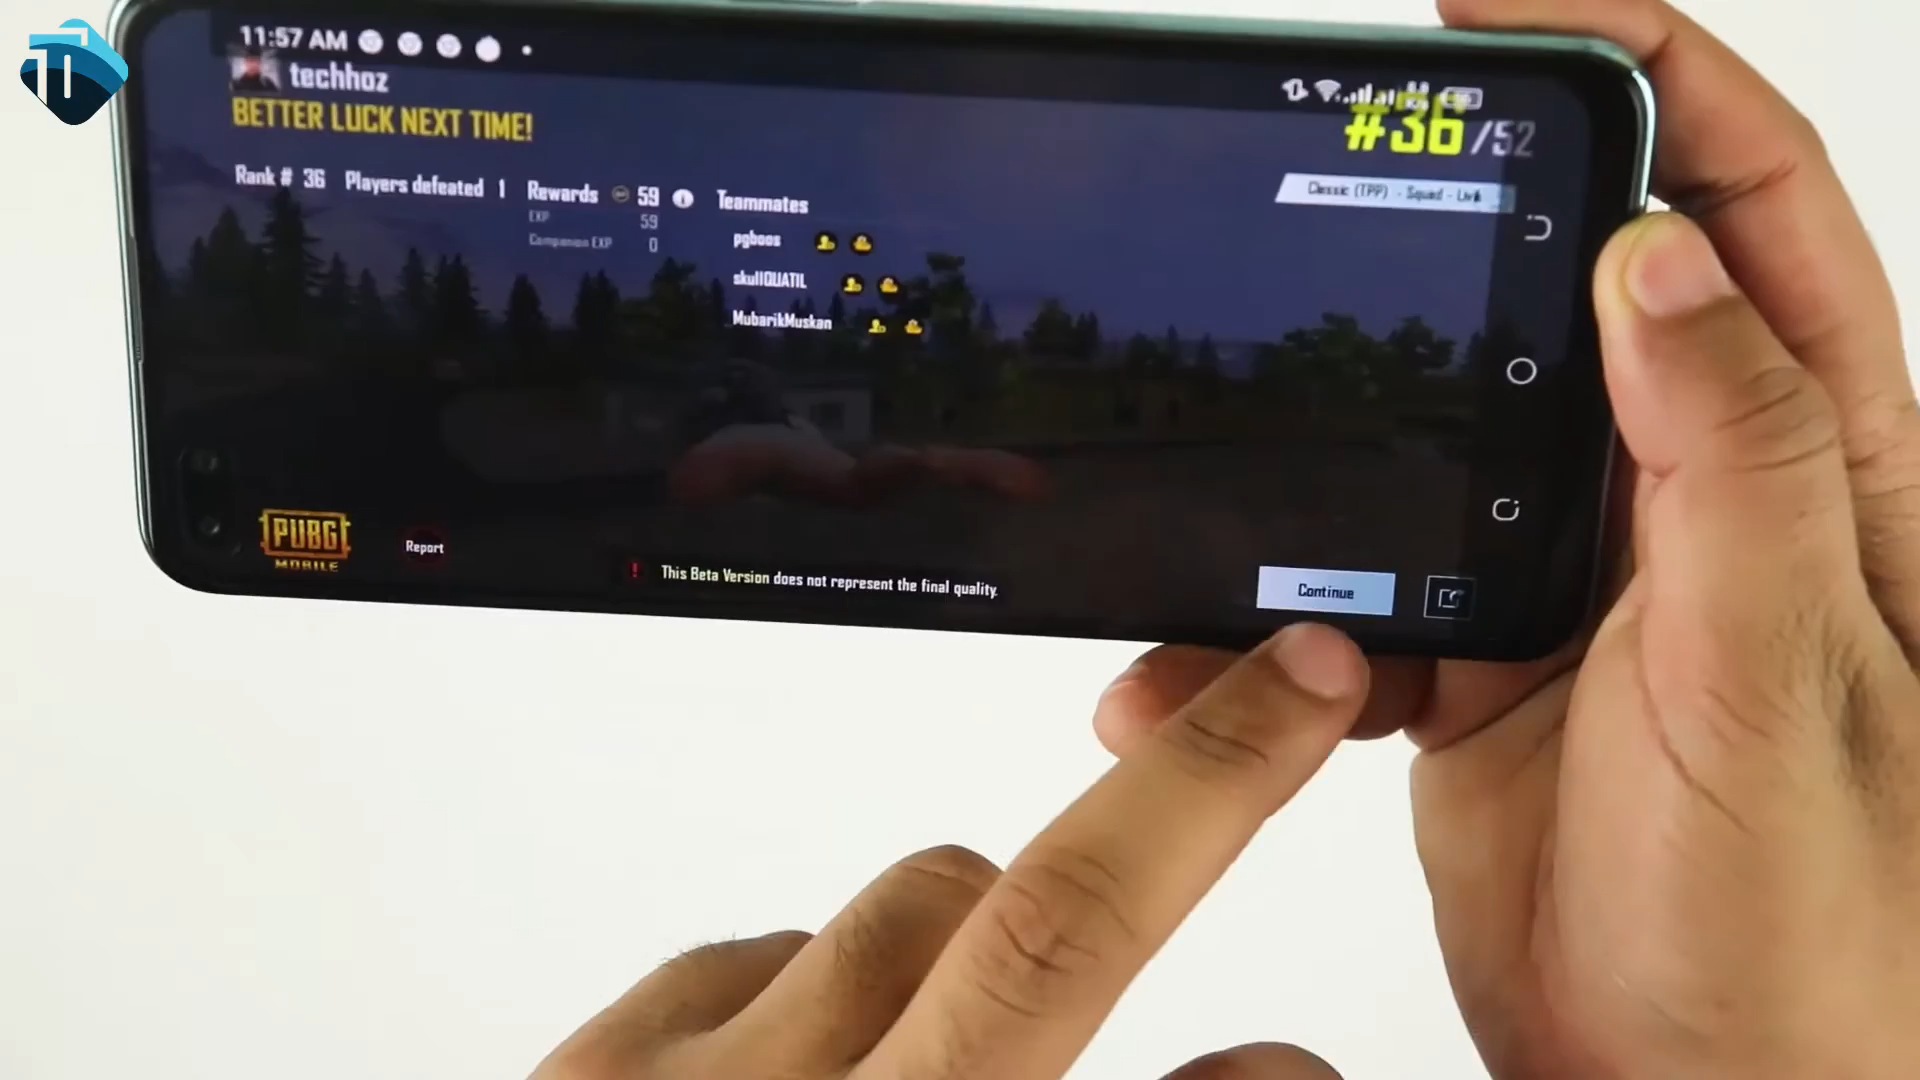 11:57 AM
techhoz
BETTER LUCK NEXT TIME!
#36/52
Classic (TPP) - Squad - Livik
Rank # 36 Players defeated 1 Rewards 59
EXP 59
Companion EXP 0
Teammates
pgboos
skullQUATIL
MubarikMuskan
PUBG
MOBILE
Report
! This Beta Version does not represent the final quality.
Continue